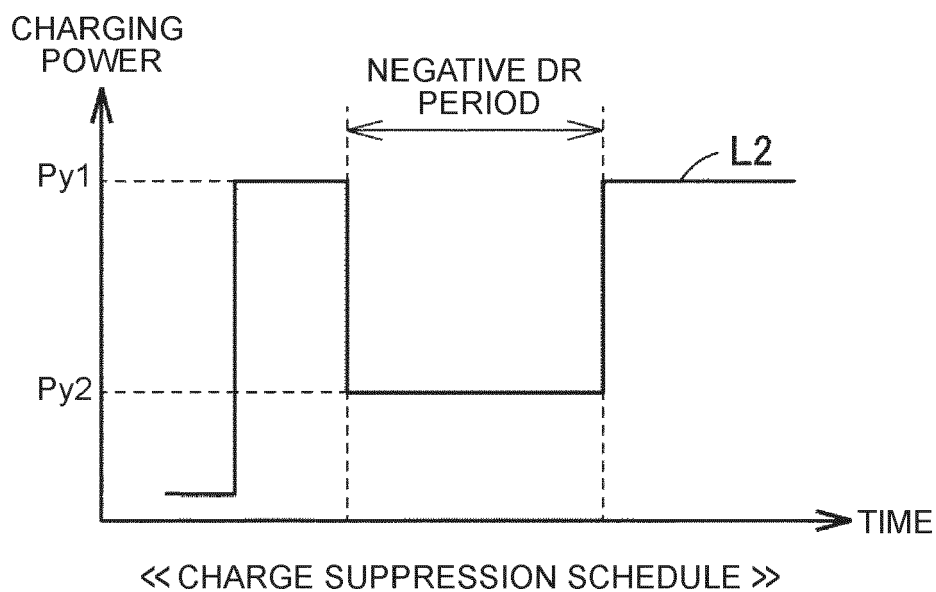 CHARGING
POWER
NEGATIVE DR
PERIOD
L2
Py1
Py2
TIME
<< CHARGE SUPPRESSION SCHEDULE >>